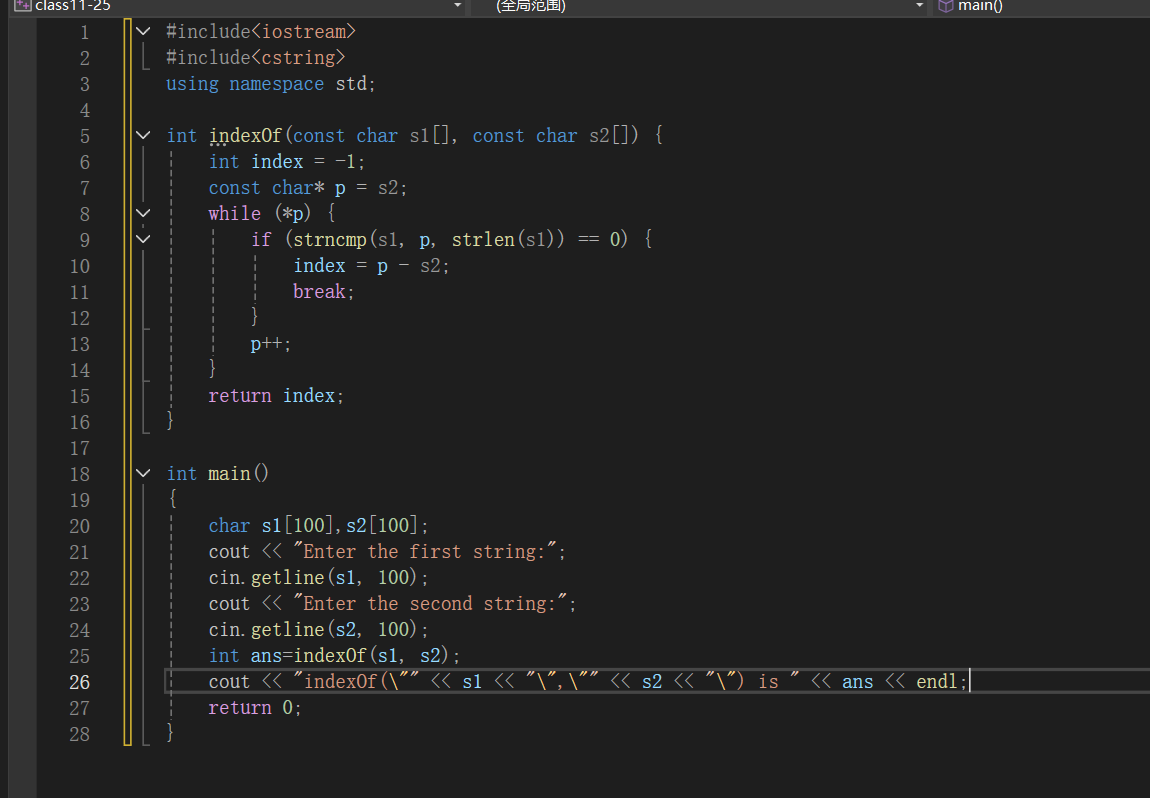 class11-25 (全局范围) main()
1 #include<iostream>
2 #include<cstring>
3 using namespace std;
4
5 int indexOf(const char s1[], const char s2[]) {
6 int index = -1;
7 const char* p = s2;
8 while (*p) {
9 if (strncmp(s1, p, strlen(s1)) == 0) {
10 index = p - s2;
11 break;
12 }
13 p++;
14 }
15 return index;
16 }
17
18 int main()
19 {
20 char s1[100],s2[100];
21 cout << "Enter the first string:";
22 cin.getline(s1, 100);
23 cout << "Enter the second string:";
24 cin.getline(s2, 100);
25 int ans=indexOf(s1, s2);
26 cout << "indexOf(\"" << s1 << "\",\"" << s2 << "\") is " << ans << endl;
27 return 0;
28 }